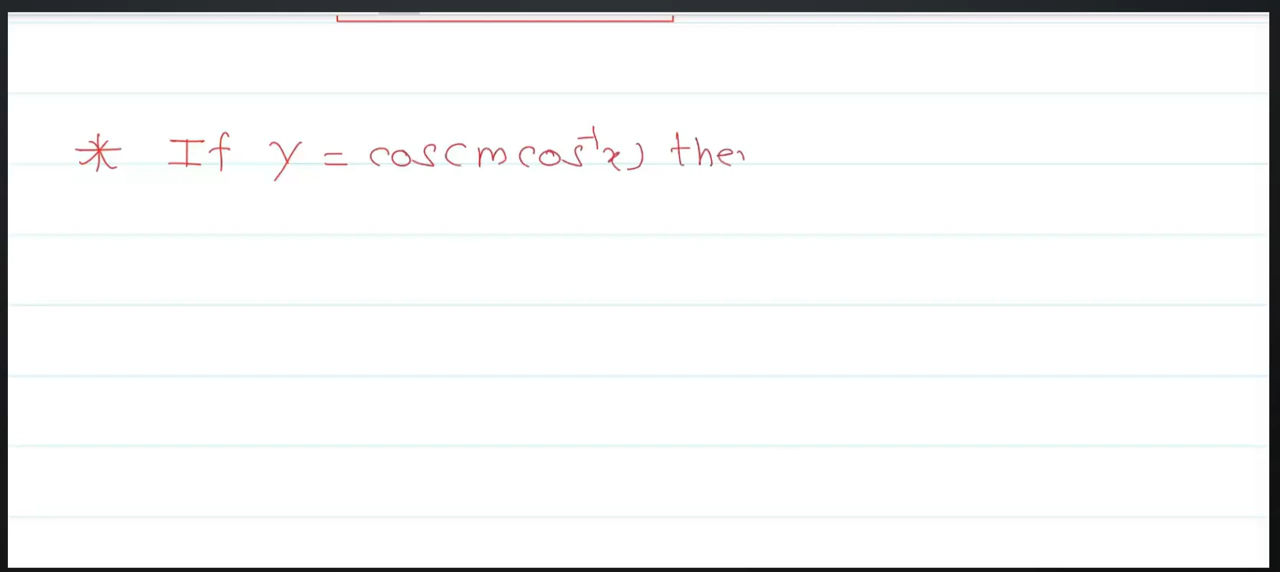 * If y = cos(m cos⁻¹x) the